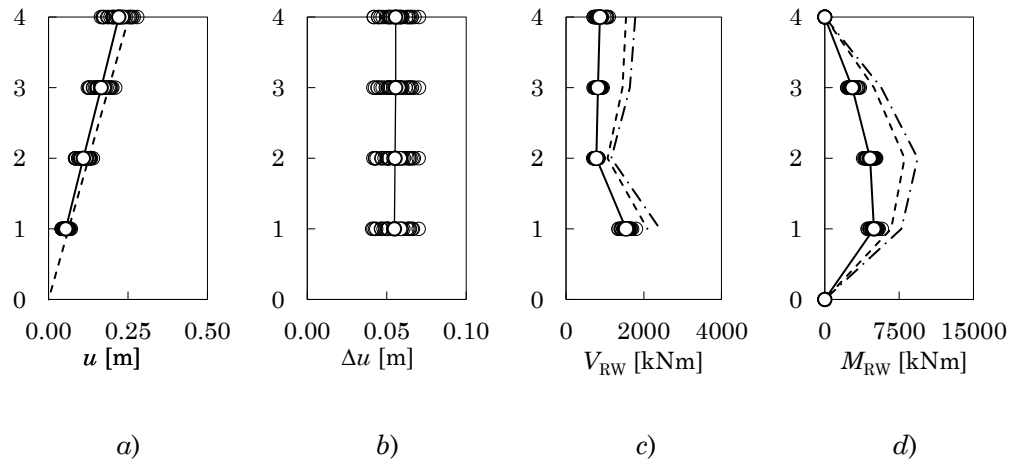 4 4 4 4
3 3 3 3
2 2 2 2
1 1 1 1
0 0 0 0
0.00 0.25 0.50 0.00 0.05 0.10 0 2000 4000 0 7500 15000
u [m] Δu [m] V_RW [kNm] M_RW [kNm]
a) b) c) d)